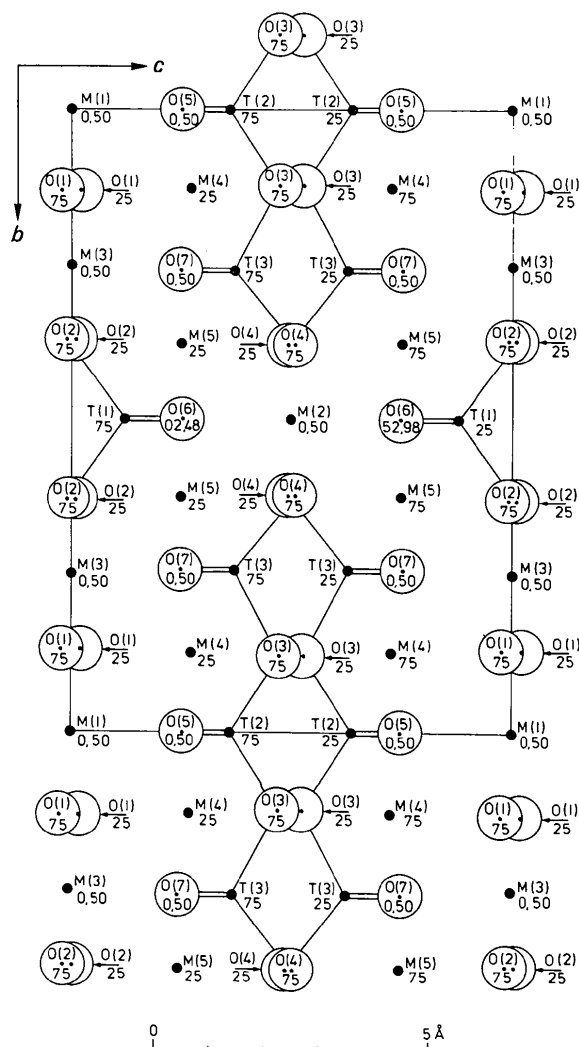 O(3) O(3)
75 25
c
M(1) O(5) T(2) T(2) O(5) M(1)
0,50 0,50 75 25 0,50 0,50
O(1) O(1) M(4) O(3) O(3) M(4) O(1) O(1)
75 25 25 75 25 75 75 25
b
M(3) O(7) T(3) T(3) O(7) M(3)
0,50 0,50 75 25 0,50 0,50
O(2) O(2) M(5) O(4) O(4) M(5) O(2) O(2)
75 25 25 25 75 75 75 25
T(1) O(6) M(2) O(6) T(1)
75 02,48 0,50 52,98 25
O(2) O(2) M(5) O(4) O(4) M(5) O(2) O(2)
75 25 25 25 75 75 75 25
M(3) O(7) T(3) T(3) O(7) M(3)
0,50 0,50 75 25 0,50 0,50
O(1) O(1) M(4) O(3) O(3) M(4) O(1) O(1)
75 25 25 75 25 75 75 25
M(1) O(5) T(2) T(2) O(5) M(1)
0,50 0,50 75 25 0,50 0,50
O(1) O(1) M(4) O(3) O(3) M(4) O(1) O(1)
75 25 25 75 25 75 75 25
M(3) O(7) T(3) T(3) O(7) M(3)
0,50 0,50 75 25 0,50 0,50
O(2) O(2) M(5) O(4) O(4) M(5) O(2) O(2)
75 25 25 25 75 75 75 25
0 5 Å